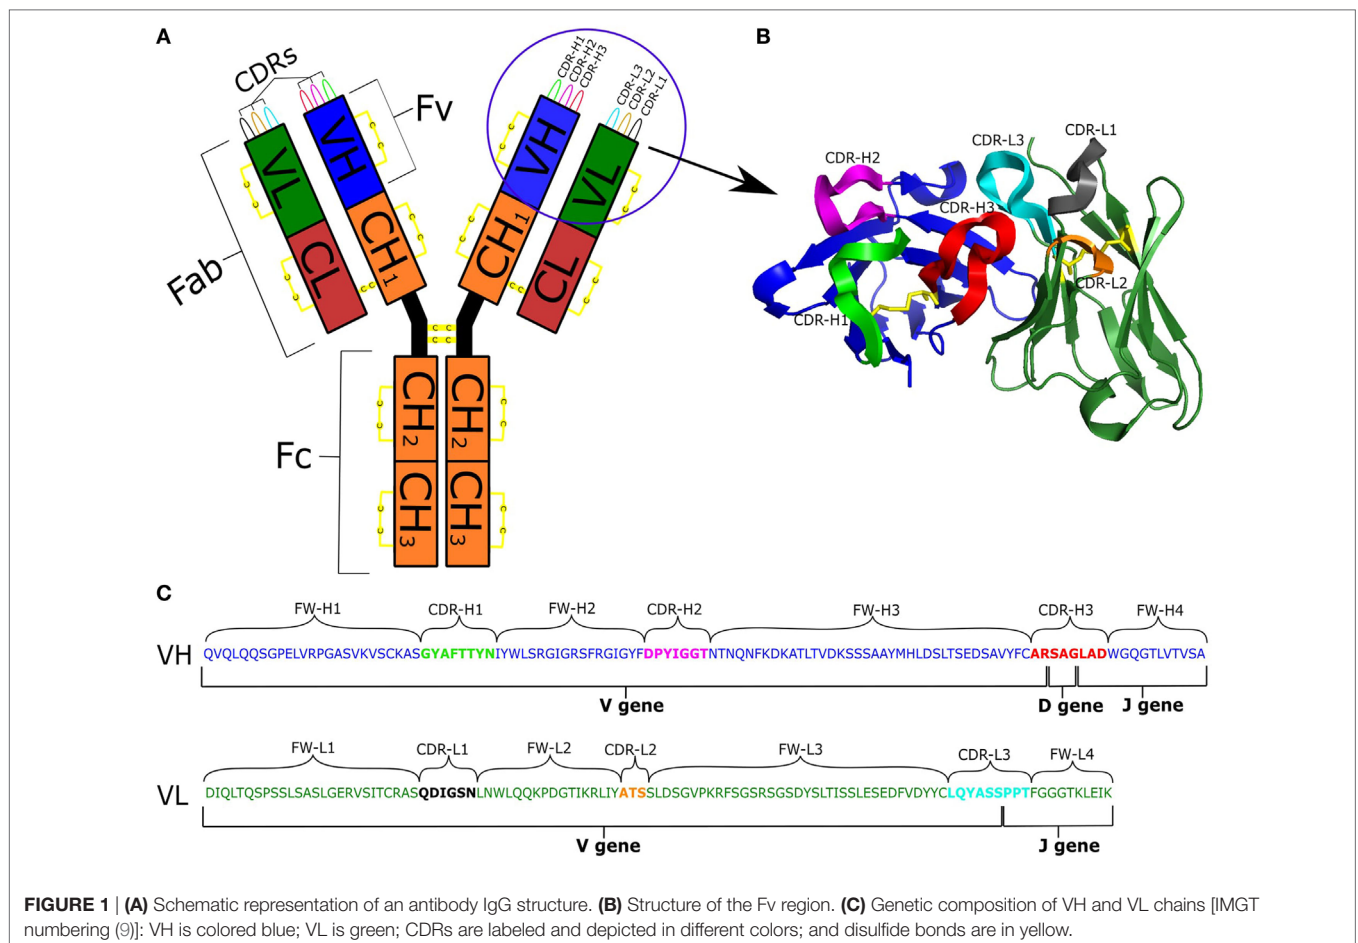 A
B
CDRs
Fv
CDR-H1
CDR-H2
CDR-H3
CDR-L3
CDR-L2
CDR-L1
VL
VH
VH
VL
Fab
CL
CH1
CH1
CL
c c
c c
Fc
CH2
CH2
CH3
CH3
CDR-H2
CDR-L3
CDR-L1
CDR-H3
CDR-L2
CDR-H1
C
FW-H1 CDR-H1 FW-H2 CDR-H2 FW-H3 CDR-H3 FW-H4
VH QVQLQQSGPELVRPGASVKVSCKASGYAFTTYNIYWLSRGIGRSFRGIGYFDPYIGGTNTNQNFKDKATLTVDKSSSAAYMHLDSLTSEDSAVYFCARSAGLADWGQGTLVTVSA
V gene D gene J gene
FW-L1 CDR-L1 FW-L2 CDR-L2 FW-L3 CDR-L3 FW-L4
VL DIQLTQSPSSLSASLGERVSITCRASQDIGSNLNWLQQKPDGTIKRLIYATSSLDSGVPKRFSGSRSGSDYSLTISSLESEDFVDYYCLQYASSPPTFGGGTKLEIK
V gene J gene
FIGURE 1 | (A) Schematic representation of an antibody IgG structure. (B) Structure of the Fv region. (C) Genetic composition of VH and VL chains [IMGT
numbering (9)]: VH is colored blue; VL is green; CDRs are labeled and depicted in different colors; and disulfide bonds are in yellow.